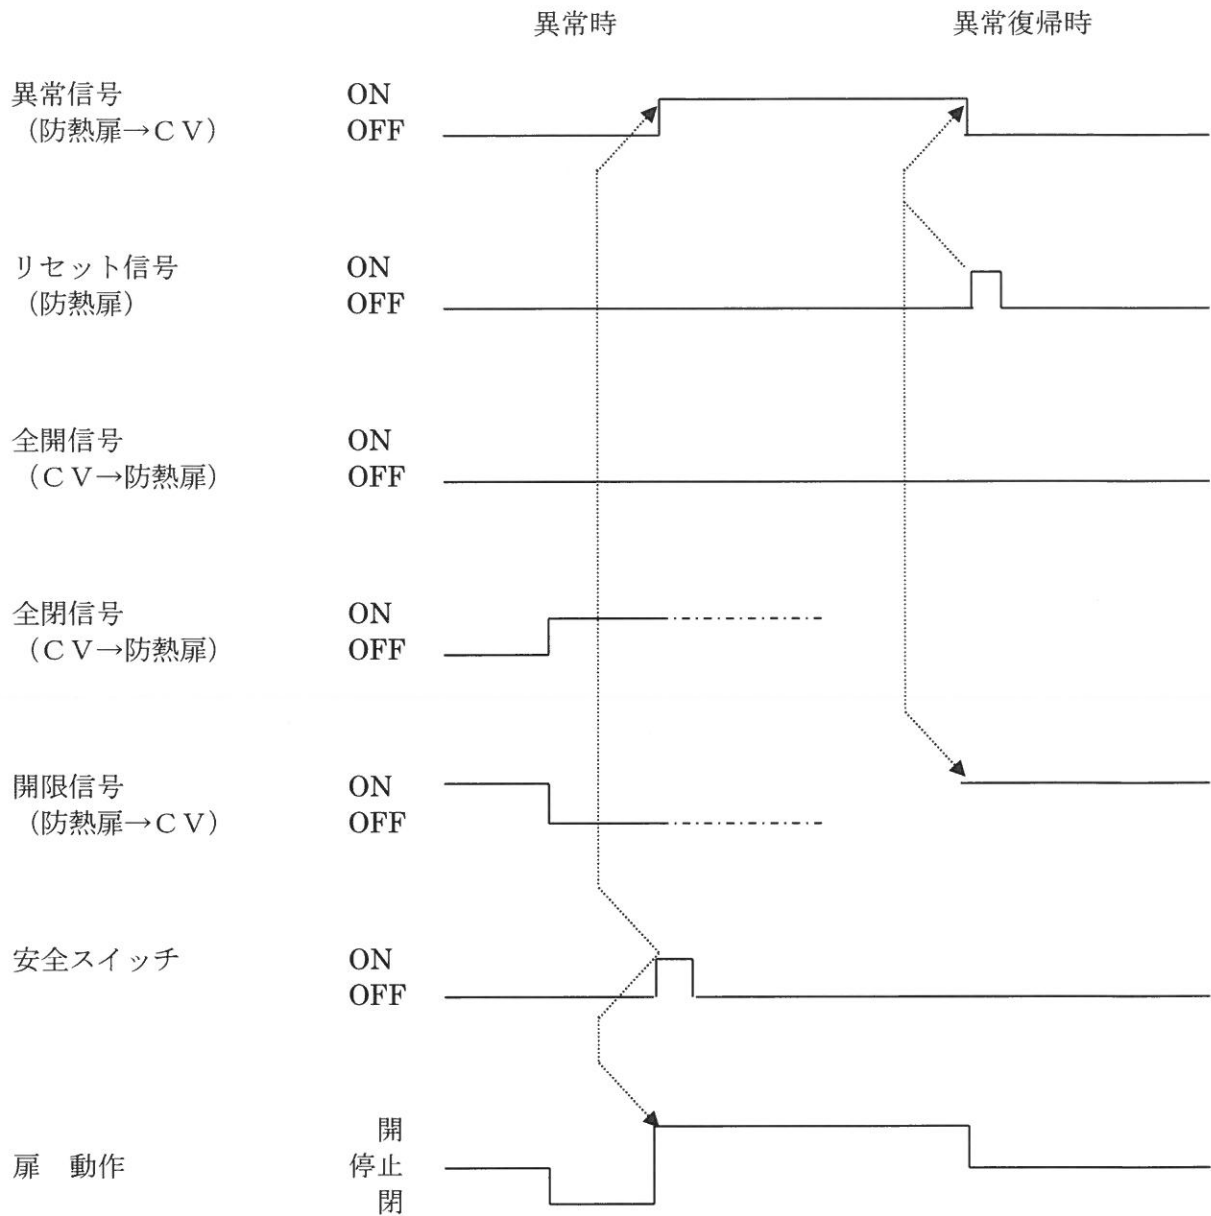 異常時 異常復帰時
異常信号 ON
(防熱扉→CV) OFF
リセット信号 ON
(防熱扉) OFF
全開信号 ON
(CV→防熱扉) OFF
全閉信号 ON
(CV→防熱扉) OFF
開限信号 ON
(防熱扉→CV) OFF
安全スイッチ ON
OFF
開
扉 動作 停止
閉